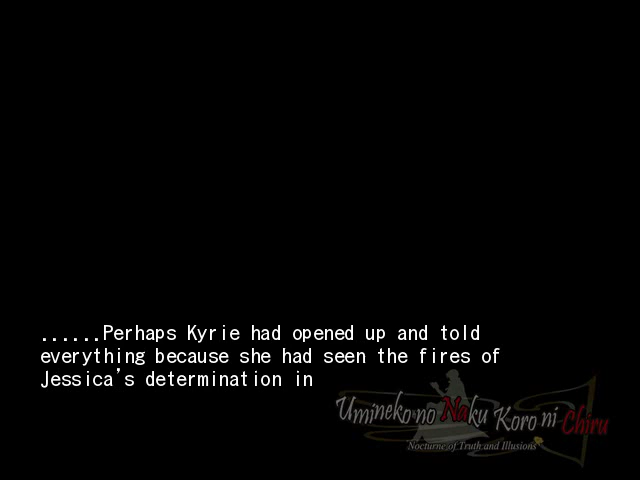 ......Perhaps Kyrie had opened up and told
everything because she had seen the fires of
Jessica's determination in
Umineko no Naku Koro ni Chiru
Nocturne of Truth and Illusions